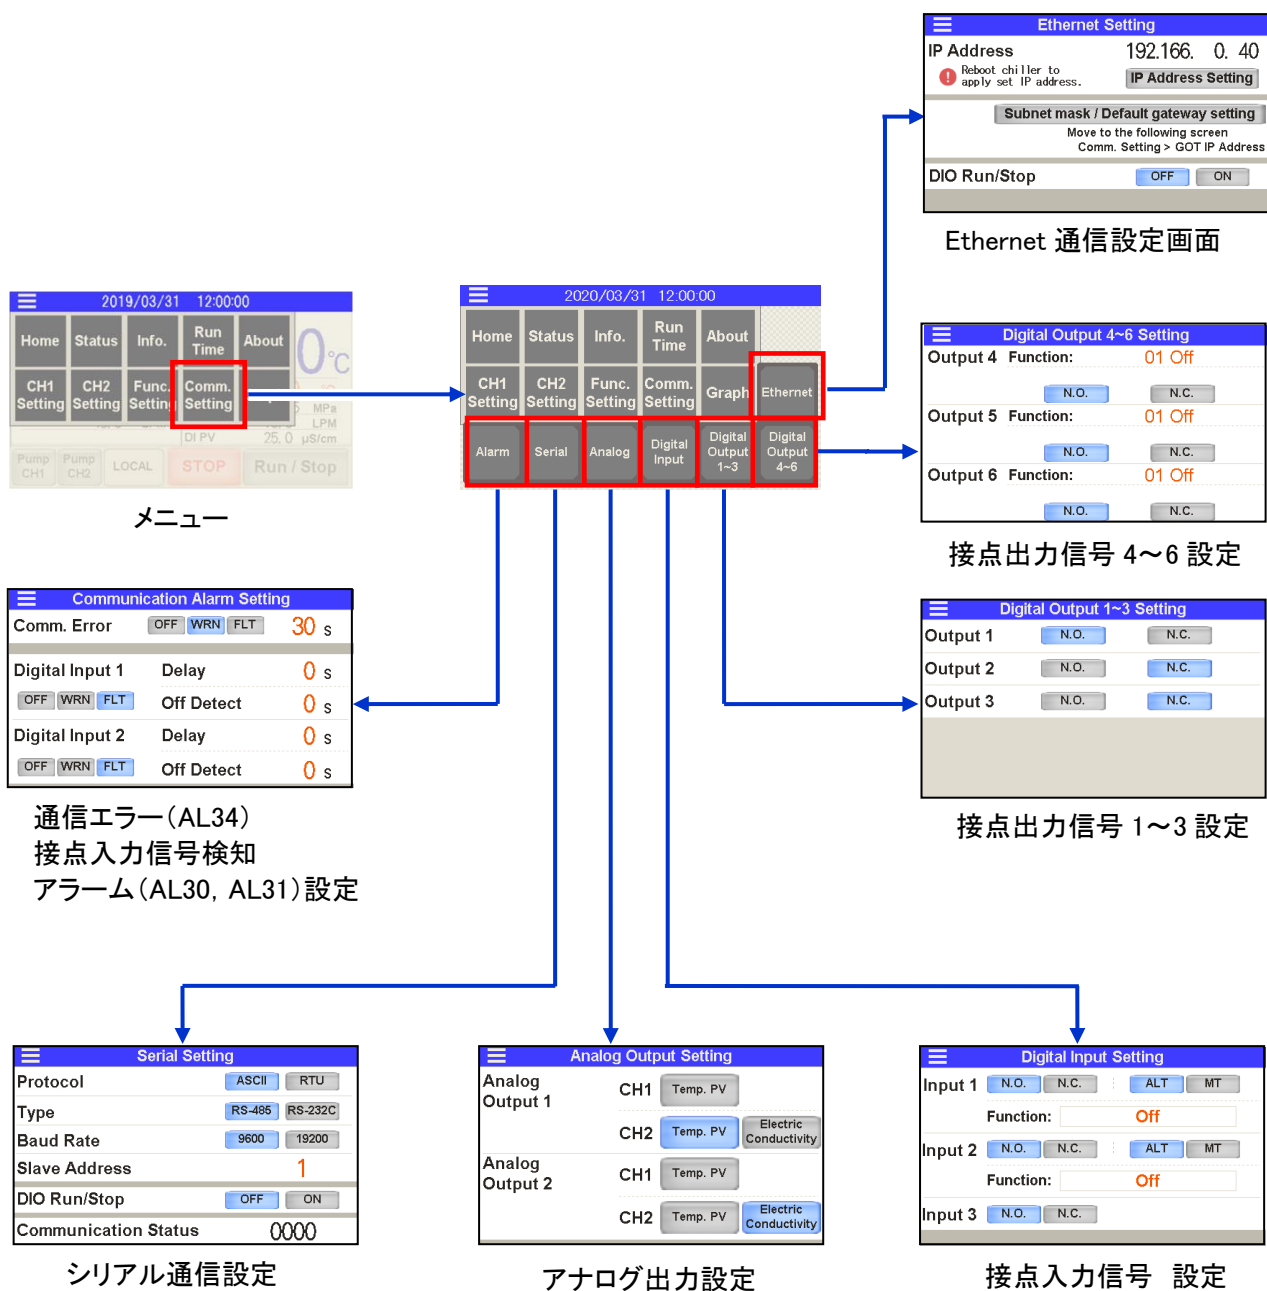 Ethernet Setting
IP Address 192.166. 0. 40
Reboot chiller to
apply set IP address.
IP Address Setting
Subnet mask / Default gateway setting
Move to the following screen
Comm. Setting > GOT IP Address
DIO Run/Stop OFF ON
Ethernet 通信設定画面
2019/03/31 12:00:00
Home Status Info. Run Time About
0 °C
CH1 Setting CH2 Setting Func. Setting Comm. Setting
MPa
LPM
DI PV 25.0 µS/cm
Pump CH1 Pump CH2 LOCAL STOP Run / Stop
メニュー
2020/03/31 12:00:00
Home Status Info. Run Time About
CH1 Setting CH2 Setting Func. Setting Comm. Setting Graph Ethernet
Alarm Serial Analog Digital Input Digital Output 1~3 Digital Output 4~6
Digital Output 4~6 Setting
Output 4 Function: 01 Off
N.O. N.C.
Output 5 Function: 01 Off
N.O. N.C.
Output 6 Function: 01 Off
N.O. N.C.
接点出力信号 4～6 設定
Communication Alarm Setting
Comm. Error OFF WRN FLT 30 s
Digital Input 1 Delay 0 s
OFF WRN FLT Off Detect 0 s
Digital Input 2 Delay 0 s
OFF WRN FLT Off Detect 0 s
通信エラー（AL34）
接点入力信号検知
アラーム（AL30, AL31）設定
Digital Output 1~3 Setting
Output 1 N.O. N.C.
Output 2 N.O. N.C.
Output 3 N.O. N.C.
接点出力信号 1～3 設定
Serial Setting
Protocol ASCII RTU
Type RS-485 RS-232C
Baud Rate 9600 19200
Slave Address 1
DIO Run/Stop OFF ON
Communication Status 0000
シリアル通信設定
Analog Output Setting
Analog Output 1 CH1 Temp. PV
CH2 Temp. PV Electric Conductivity
Analog Output 2 CH1 Temp. PV
CH2 Temp. PV Electric Conductivity
アナログ出力設定
Digital Input Setting
Input 1 N.O. N.C. ALT MT
Function: Off
Input 2 N.O. N.C. ALT MT
Function: Off
Input 3 N.O. N.C.
接点入力信号 設定